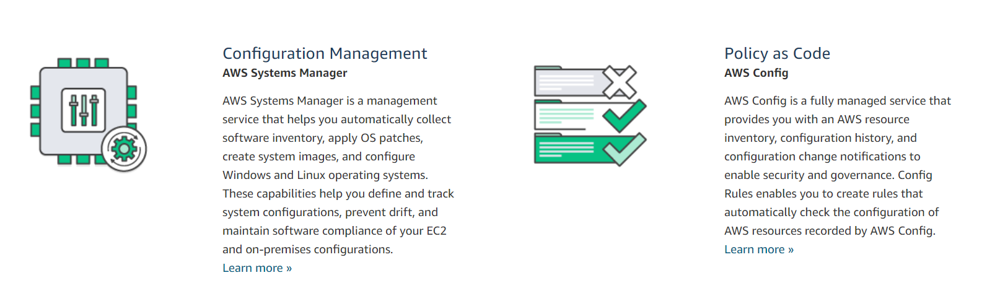 Configuration Management
AWS Systems Manager
AWS Systems Manager is a management
service that helps you automatically collect
software inventory, apply OS patches,
create system images, and configure
Windows and Linux operating systems.
These capabilities help you define and track
system configurations, prevent drift, and
maintain software compliance of your EC2
and on-premises configurations.
Learn more »
Policy as Code
AWS Config
AWS Config is a fully managed service that
provides you with an AWS resource
inventory, configuration history, and
configuration change notifications to
enable security and governance. Config
Rules enables you to create rules that
automatically check the configuration of
AWS resources recorded by AWS Config.
Learn more »